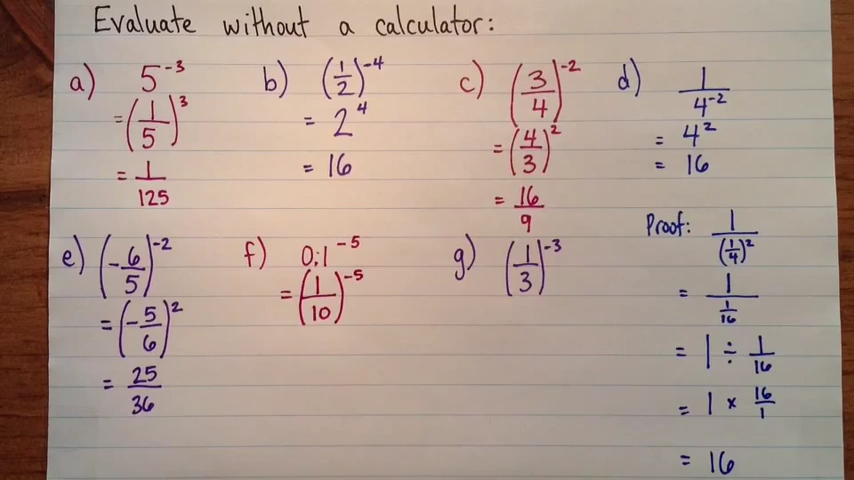 Evaluate without a calculator:
a) 5^-3
= (1/5)^3
= 1/125
b) (1/2)^-4
= 2^4
= 16
c) (3/4)^-2
= (4/3)^2
= 16/9
d) 1/4^-2
= 4^2
= 16
Proof: 1/(1/4)^2
= 1/(1/16)
= 1 ÷ 1/16
= 1 × 16/1
= 16
e) (-6/5)^-2
= (-5/6)^2
= 25/36
f) 0.1^-5
= (1/10)^-5
g) (1/3)^-3